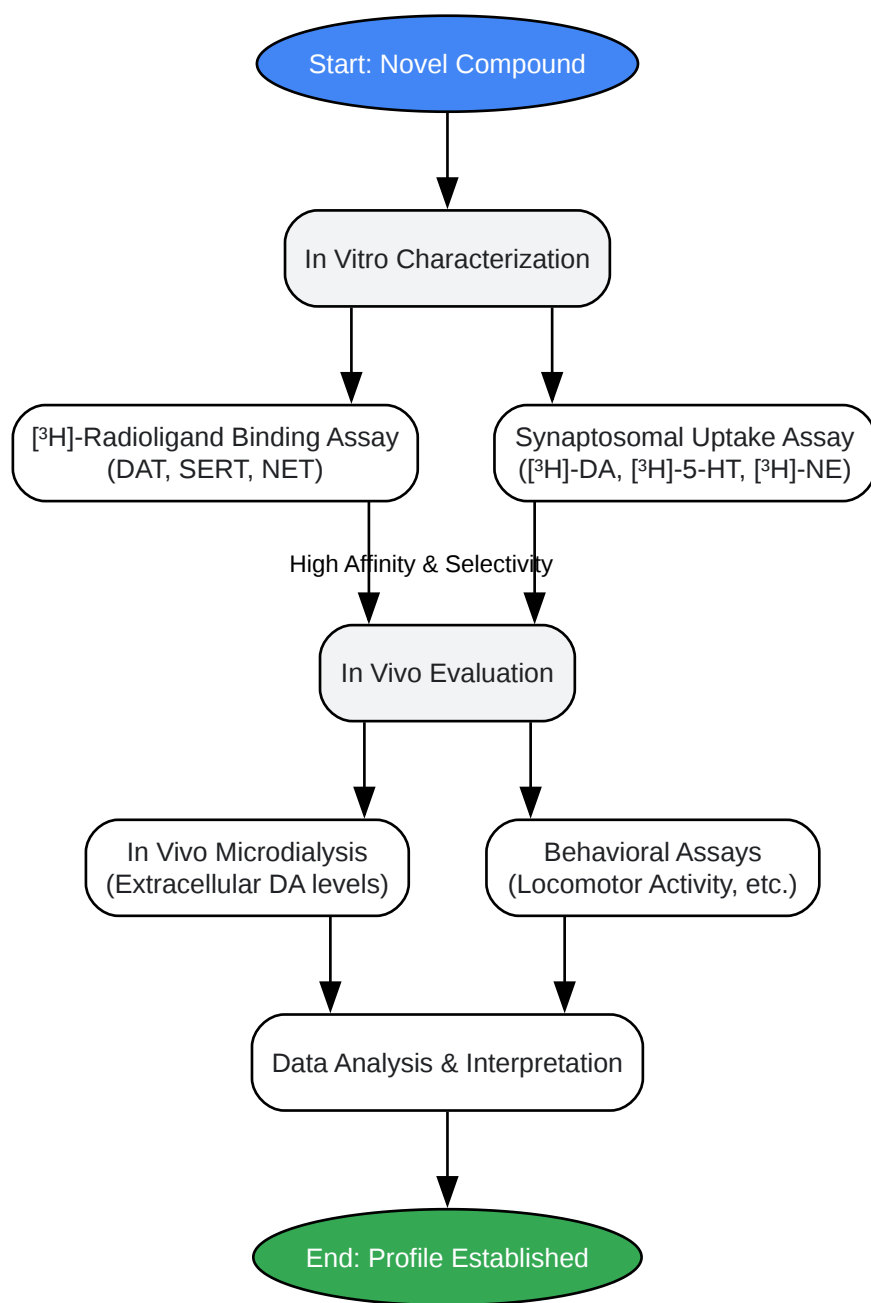 Start: Novel Compound
In Vitro Characterization
[³H]-Radioligand Binding Assay
(DAT, SERT, NET)
Synaptosomal Uptake Assay
([³H]-DA, [³H]-5-HT, [³H]-NE)
High Affinity & Selectivity
In Vivo Evaluation
In Vivo Microdialysis
(Extracellular DA levels)
Behavioral Assays
(Locomotor Activity, etc.)
Data Analysis & Interpretation
End: Profile Established